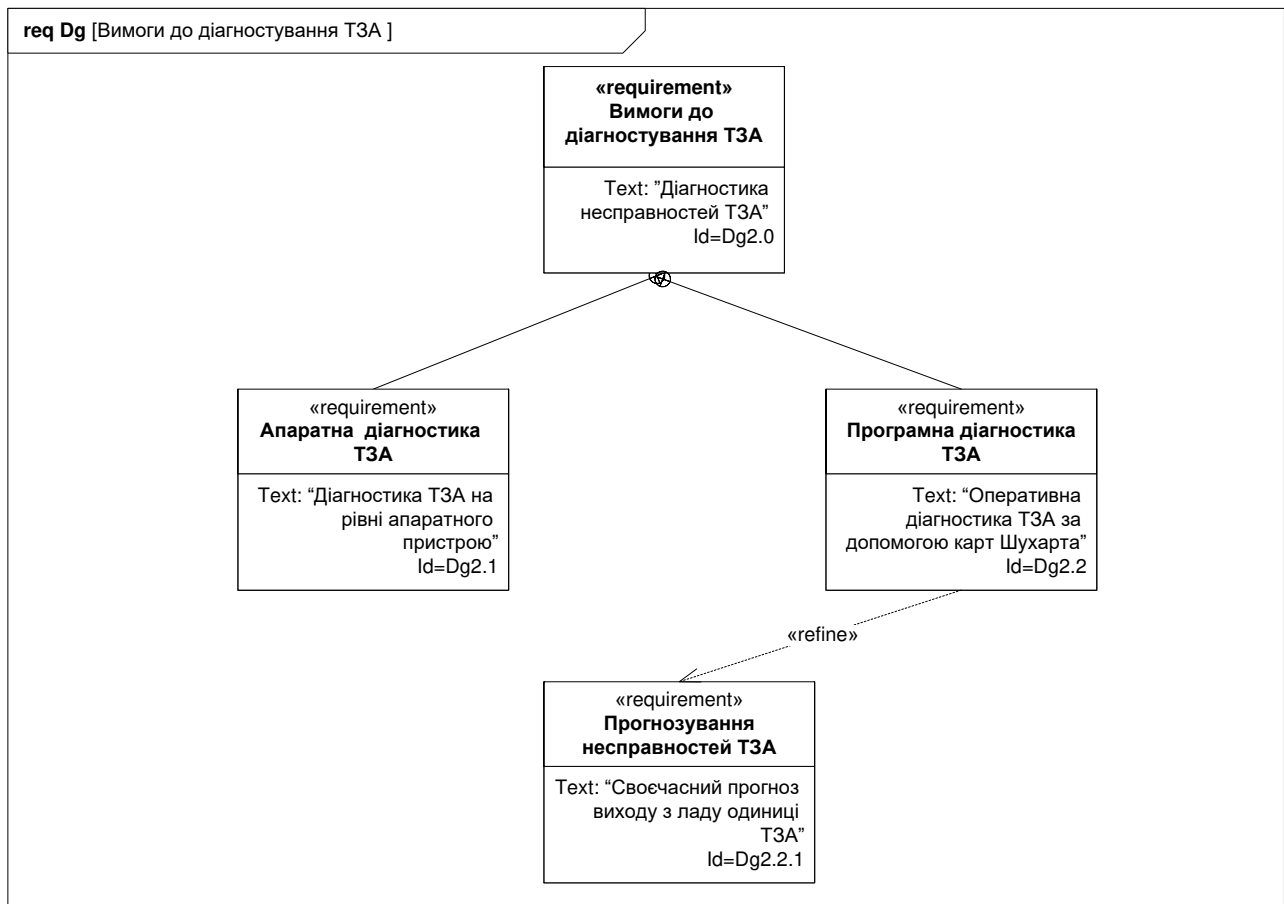 req Dg [Вимоги до діагностування ТЗА ]
«requirement»
Вимоги до
діагностування ТЗА
Text: ”Діагностика
несправностей ТЗА”
Id=Dg2.0
«requirement»
Апаратна діагностика
ТЗА
Text: “Діагностика ТЗА на
рівні апаратного
пристрою”
Id=Dg2.1
«requirement»
Програмна діагностика
ТЗА
Text: “Оперативна
діагностика ТЗА за
допомогою карт Шухарта”
Id=Dg2.2
«refine»
«requirement»
Прогнозування
несправностей ТЗА
Text: “Своєчасний прогноз
виходу з ладу одиниці
ТЗА”
Id=Dg2.2.1